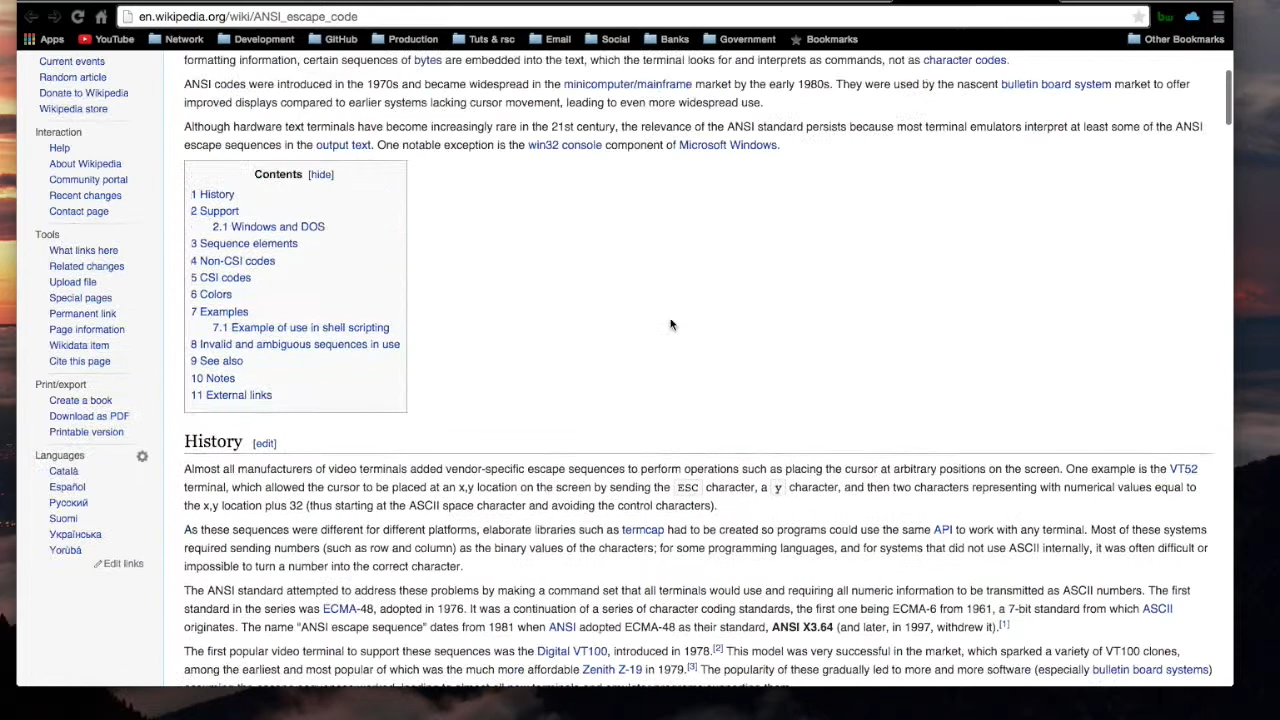 en.wikipedia.org/wiki/ANSI_escape_code
bw
Apps YouTube Network Development GitHub Production Tuts & rsc Email Social Banks Government Bookmarks Other Bookmarks
Current events
Random article
Donate to Wikipedia
Wikipedia store
Interaction
Help
About Wikipedia
Community portal
Recent changes
Contact page
Tools
What links here
Related changes
Upload file
Special pages
Permanent link
Page information
Wikidata item
Cite this page
Print/export
Create a book
Download as PDF
Printable version
Languages
Català
Español
Русский
Suomi
Українська
Yorùbá
Edit links
formatting information, certain sequences of bytes are embedded into the text, which the terminal looks for and interprets as commands, not as character codes.
ANSI codes were introduced in the 1970s and became widespread in the minicomputer/mainframe market by the early 1980s. They were used by the nascent bulletin board system market to offer
improved displays compared to earlier systems lacking cursor movement, leading to even more widespread use.
Although hardware text terminals have become increasingly rare in the 21st century, the relevance of the ANSI standard persists because most terminal emulators interpret at least some of the ANSI
escape sequences in the output text. One notable exception is the win32 console component of Microsoft Windows.
Contents [hide]
1 History
2 Support
2.1 Windows and DOS
3 Sequence elements
4 Non-CSI codes
5 CSI codes
6 Colors
7 Examples
7.1 Example of use in shell scripting
8 Invalid and ambiguous sequences in use
9 See also
10 Notes
11 External links
History [edit]
Almost all manufacturers of video terminals added vendor-specific escape sequences to perform operations such as placing the cursor at arbitrary positions on the screen. One example is the VT52
terminal, which allowed the cursor to be placed at an x,y location on the screen by sending the ESC character, a y character, and then two characters representing with numerical values equal to
the x,y location plus 32 (thus starting at the ASCII space character and avoiding the control characters).
As these sequences were different for different platforms, elaborate libraries such as termcap had to be created so programs could use the same API to work with any terminal. Most of these systems
required sending numbers (such as row and column) as the binary values of the characters; for some programming languages, and for systems that did not use ASCII internally, it was often difficult or
impossible to turn a number into the correct character.
The ANSI standard attempted to address these problems by making a command set that all terminals would use and requiring all numeric information to be transmitted as ASCII numbers. The first
standard in the series was ECMA-48, adopted in 1976. It was a continuation of a series of character coding standards, the first one being ECMA-6 from 1961, a 7-bit standard from which ASCII
originates. The name "ANSI escape sequence" dates from 1981 when ANSI adopted ECMA-48 as their standard, ANSI X3.64 (and later, in 1997, withdrew it).[1]
The first popular video terminal to support these sequences was the Digital VT100, introduced in 1978.[2] This model was very successful in the market, which sparked a variety of VT100 clones,
among the earliest and most popular of which was the much more affordable Zenith Z-19 in 1979.[3] The popularity of these gradually led to more and more software (especially bulletin board systems)